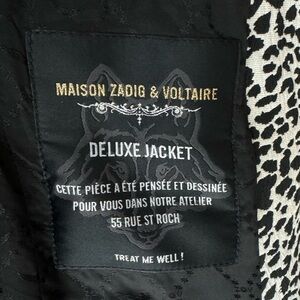 MAISON ZADIG & VOLTAIRE
DELUXE JACKET
CETTE PIÈCE A ÉTÉ PENSÉE ET DESSINÉE
POUR VOUS DANS NOTRE ATELIER
55 RUE ST ROCH
TREAT ME WELL !